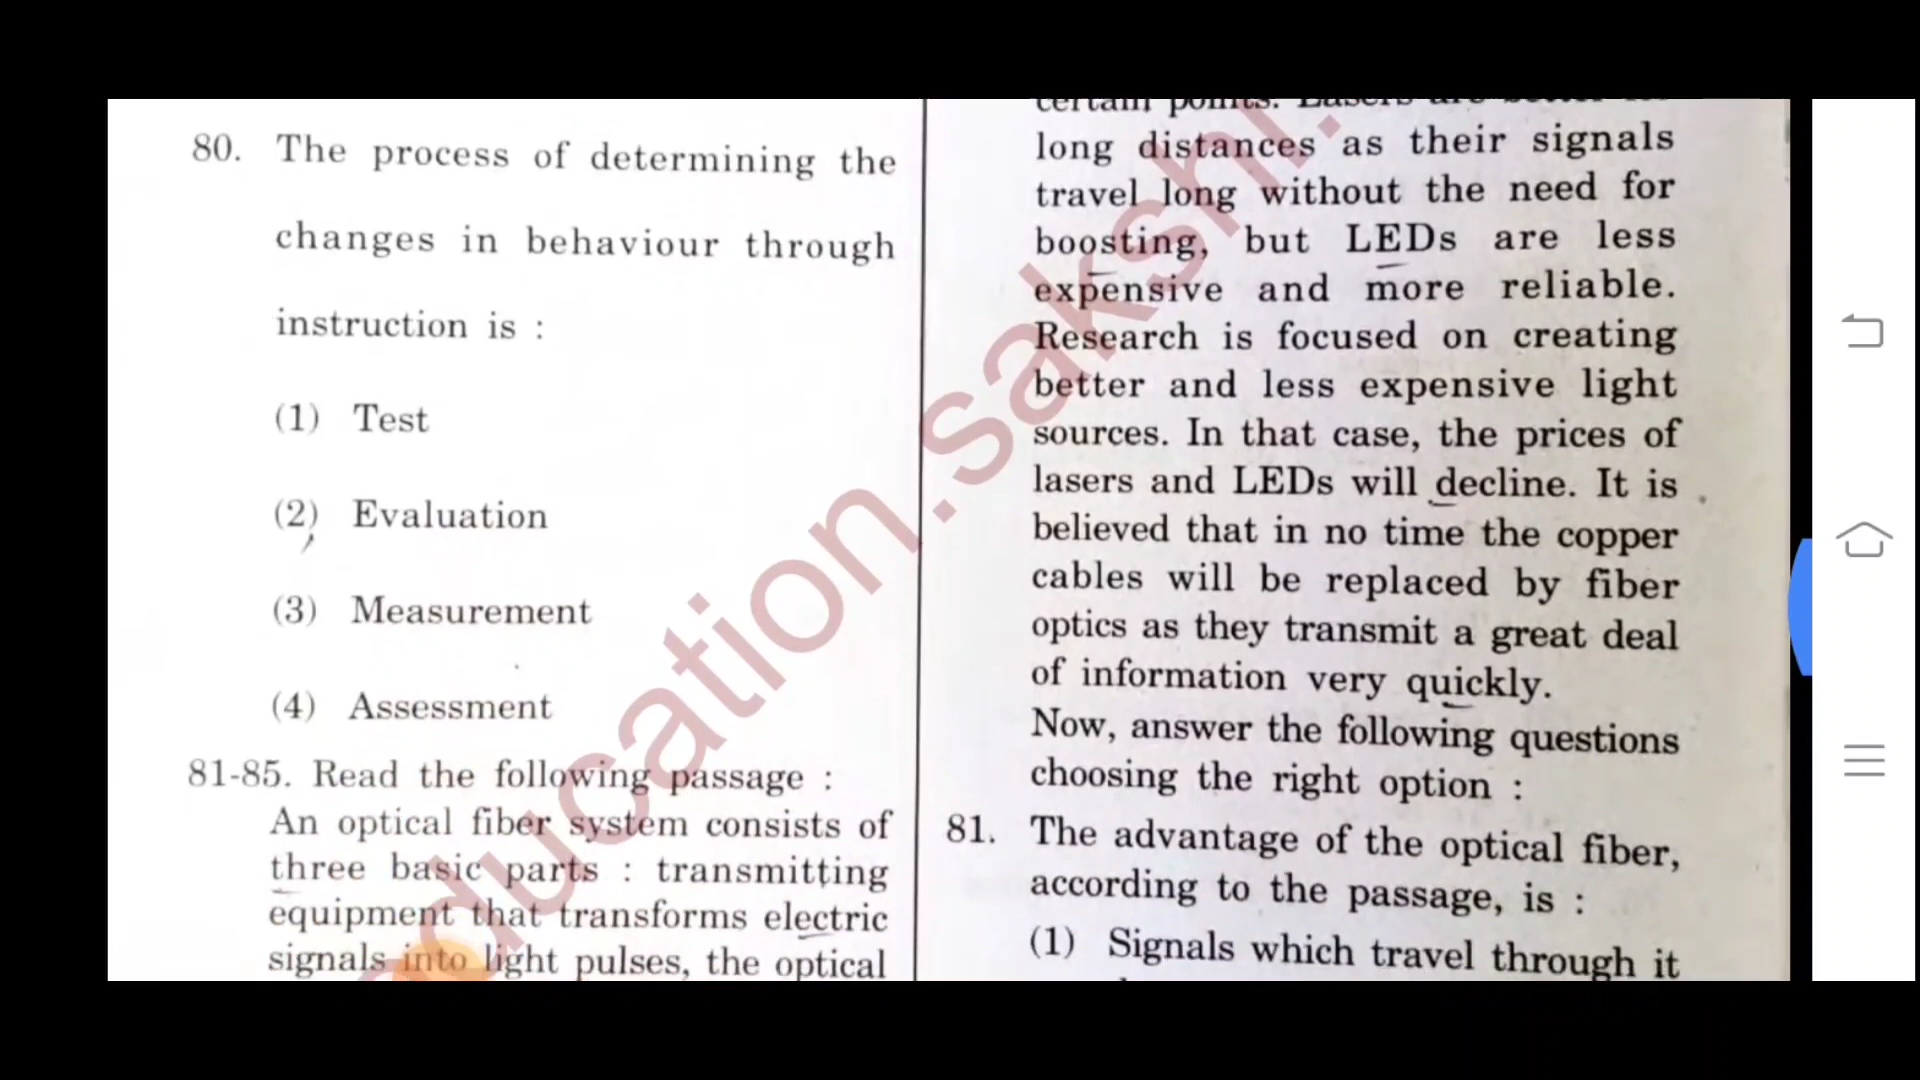 80. The process of determining the
changes in behaviour through
instruction is :
(1) Test
(2) Evaluation
(3) Measurement
(4) Assessment
81-85. Read the following passage :
An optical fiber system consists of
three basic parts : transmitting
equipment that transforms electric
signals into light pulses, the optical
certain points. Lasers are better for
long distances as their signals
travel long without the need for
boosting, but LEDs are less
expensive and more reliable.
Research is focused on creating
better and less expensive light
sources. In that case, the prices of
lasers and LEDs will decline. It is
believed that in no time the copper
cables will be replaced by fiber
optics as they transmit a great deal
of information very quickly.
Now, answer the following questions
choosing the right option :
81. The advantage of the optical fiber,
according to the passage, is :
(1) Signals which travel through it
education.sakshi.